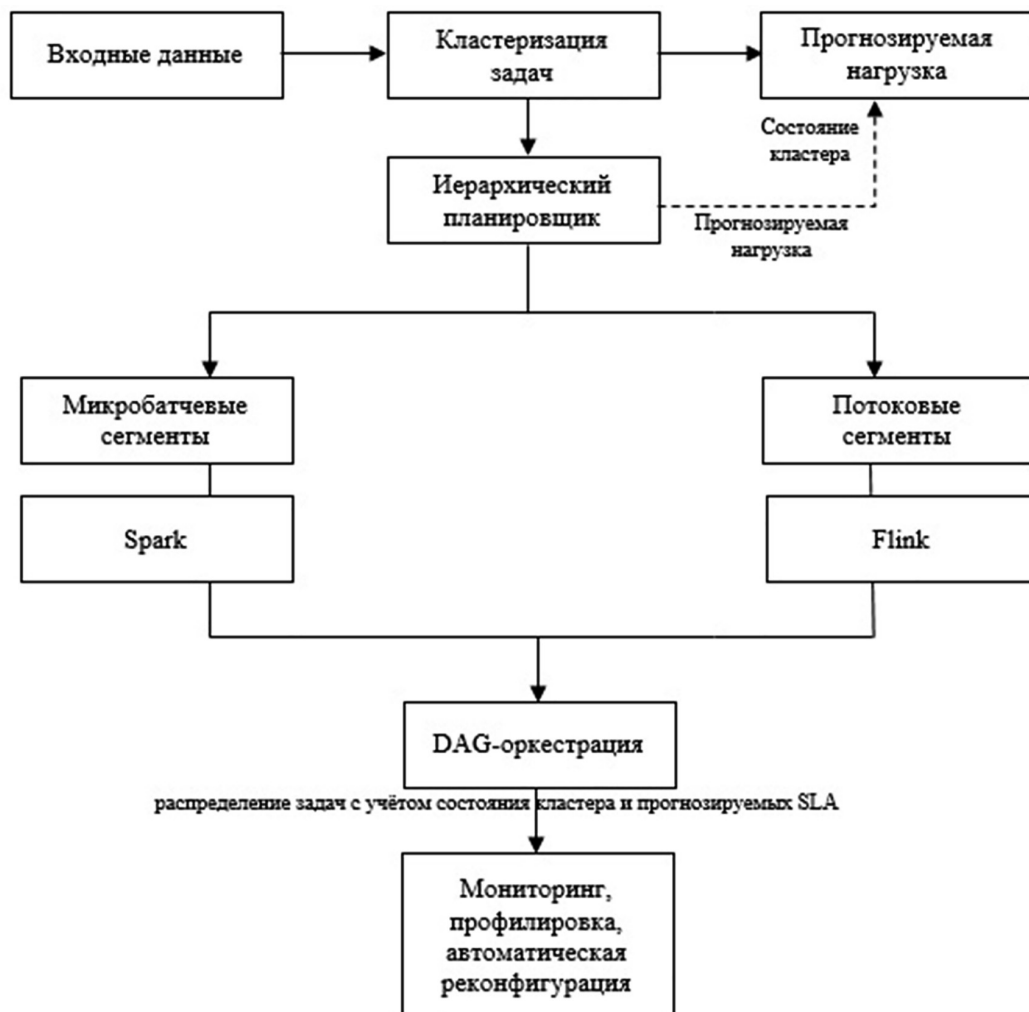 Входные данные
Кластеризация
задач
Прогнозируемая
нагрузка
Состояние
кластера
Иерархический
планировщик
Прогнозируемая
нагрузка
Микробатчевые
сегменты
Потоковые
сегменты
Spark
Flink
DAG-оркестрация
распределение задач с учётом состояния кластера и прогнозируемых SLA
Мониторинг,
профилировка,
автоматическая
реконфигурация